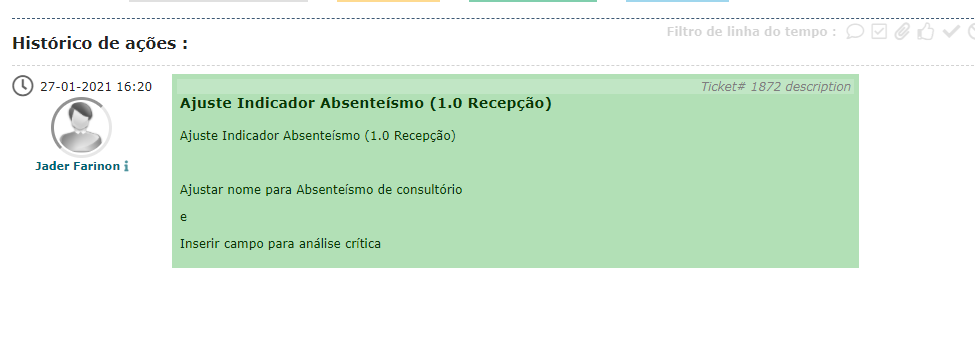 Filtro de linha do tempo :
Histórico de ações :
27-01-2021 16:20
Ticket# 1872 description
Ajuste Indicador Absenteísmo (1.0 Recepção)
Ajuste Indicador Absenteísmo (1.0 Recepção)
Jader Farinon
Ajustar nome para Absenteísmo de consultório
e
Inserir campo para análise crítica